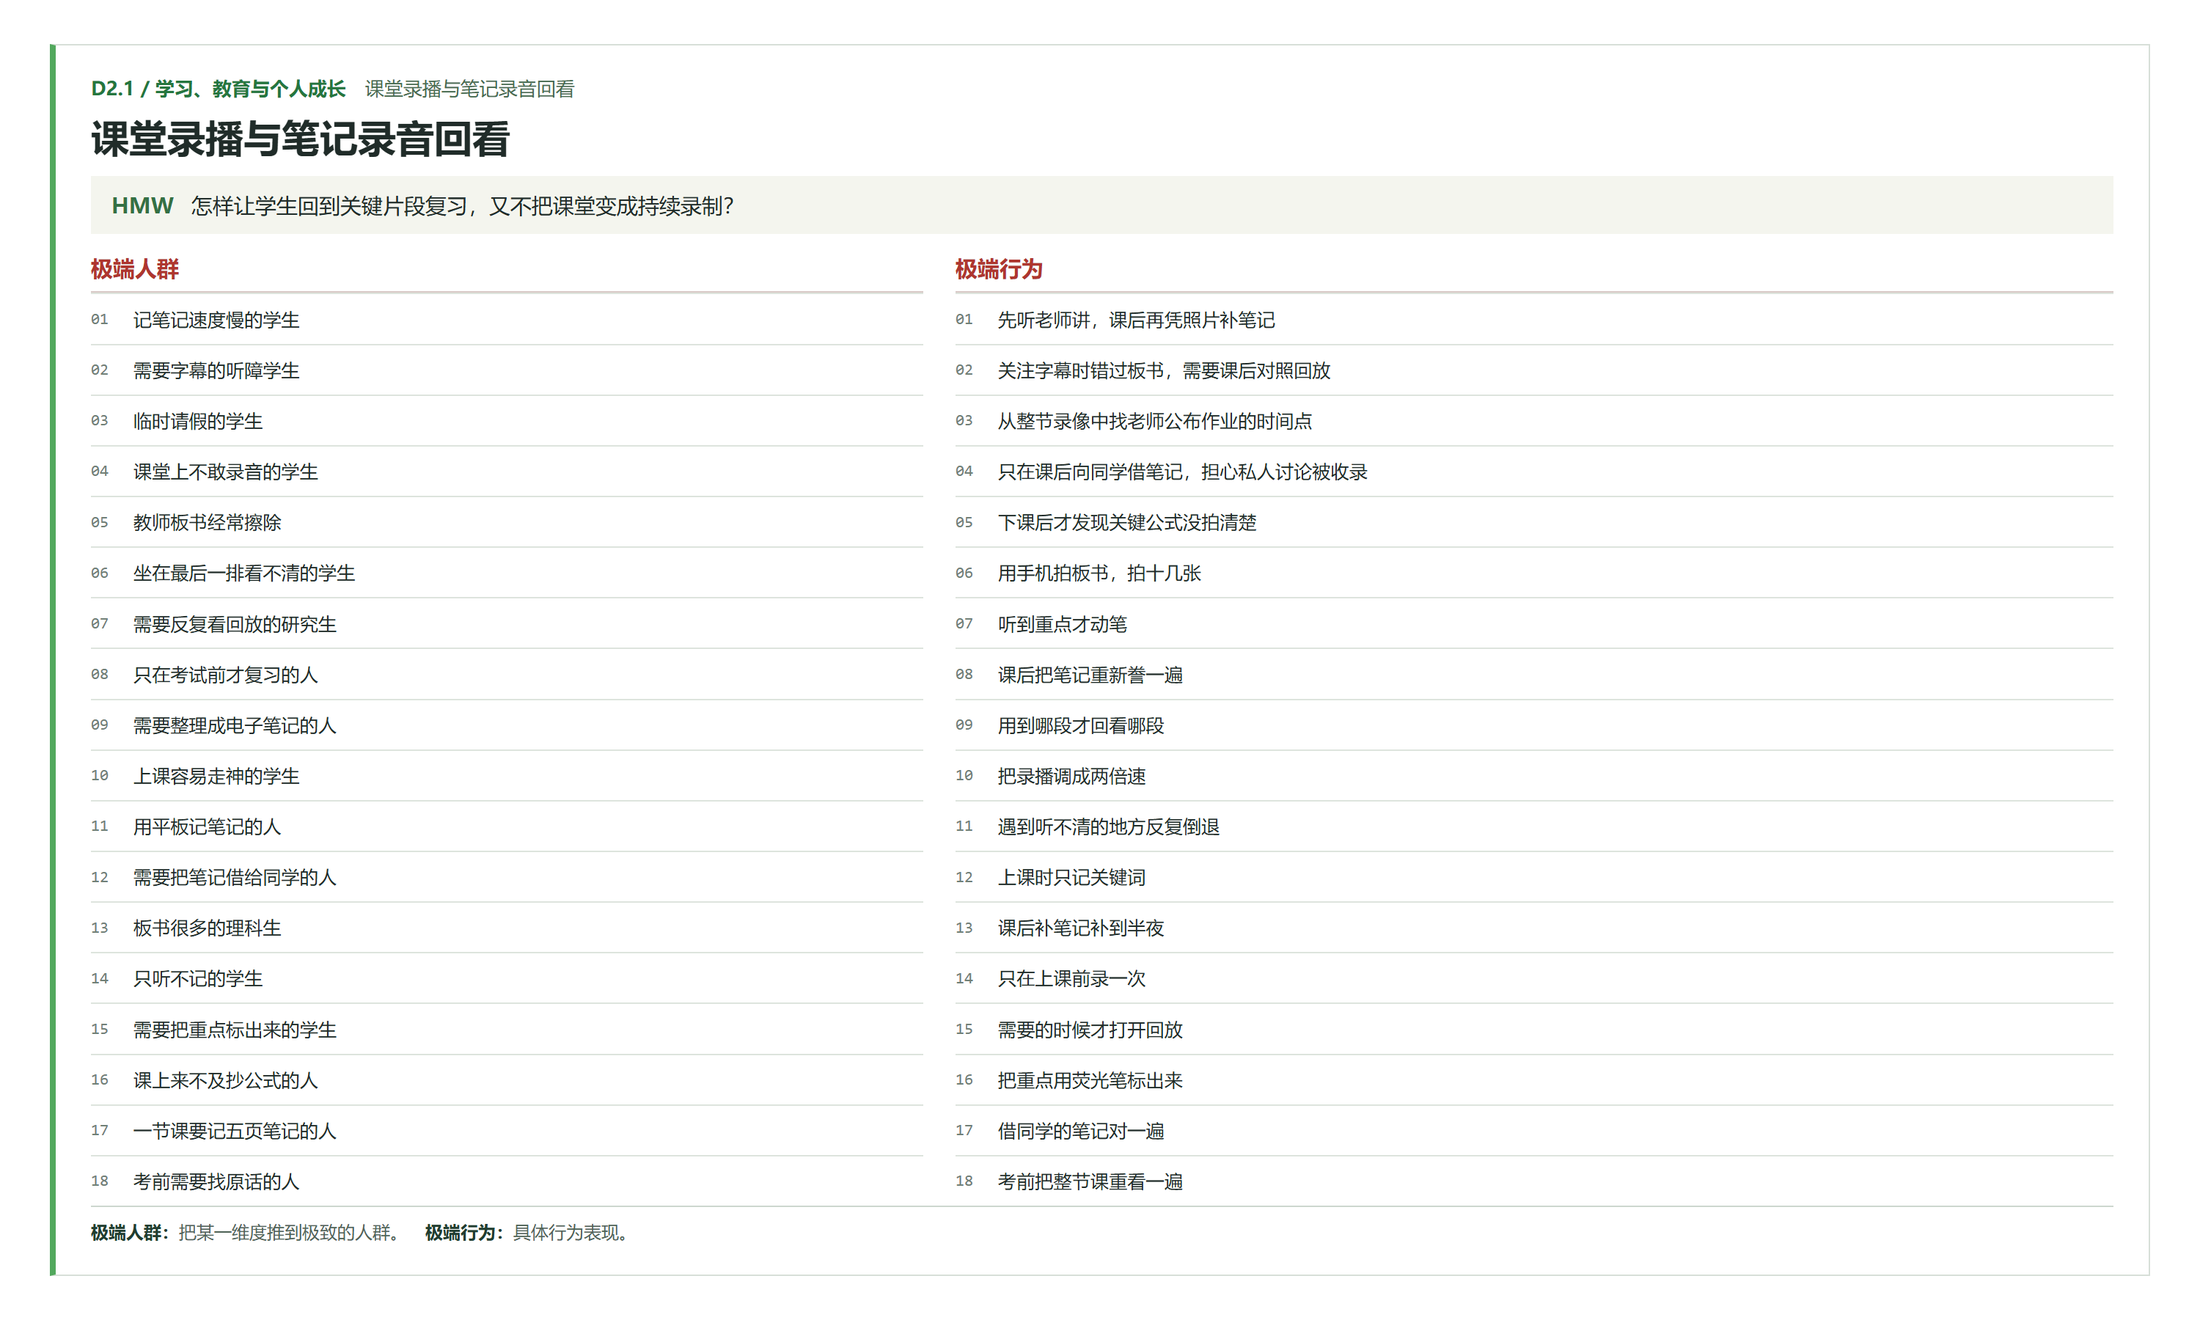 D2.1 / 学习、教育与个人成长 课堂录播与笔记录音回看
课堂录播与笔记录音回看
HMW 怎样让学生回到关键片段复习，又不把课堂变成持续录制？
极端人群
01 记笔记速度慢的学生
02 需要字幕的听障学生
03 临时请假的学生
04 课堂上不敢录音的学生
05 教师板书经常擦除
06 坐在最后一排看不清的学生
07 需要反复看回放的研究生
08 只在考试前才复习的人
09 需要整理成电子笔记的人
10 上课容易走神的学生
11 用平板记笔记的人
12 需要把笔记借给同学的人
13 板书很多的理科生
14 只听不记的学生
15 需要把重点标出来的学生
16 课上来不及抄公式的人
17 一节课要记五页笔记的人
18 考前需要找原话的人
极端行为
01 先听老师讲，课后再凭照片补笔记
02 关注字幕时错过板书，需要课后对照回放
03 从整节录像中找老师公布作业的时间点
04 只在课后向同学借笔记，担心私人讨论被收录
05 下课后才发现关键公式没拍清楚
06 用手机拍板书，拍十几张
07 听到重点才动笔
08 课后把笔记重新誊一遍
09 用到哪段才回看哪段
10 把录播调成两倍速
11 遇到听不清的地方反复倒退
12 上课时只记关键词
13 课后补笔记补到半夜
14 只在上课前录一次
15 需要的时候才打开回放
16 把重点用荧光笔标出来
17 借同学的笔记对一遍
18 考前把整节课重看一遍
极端人群：把某一维度推到极致的人群。 极端行为：具体行为表现。